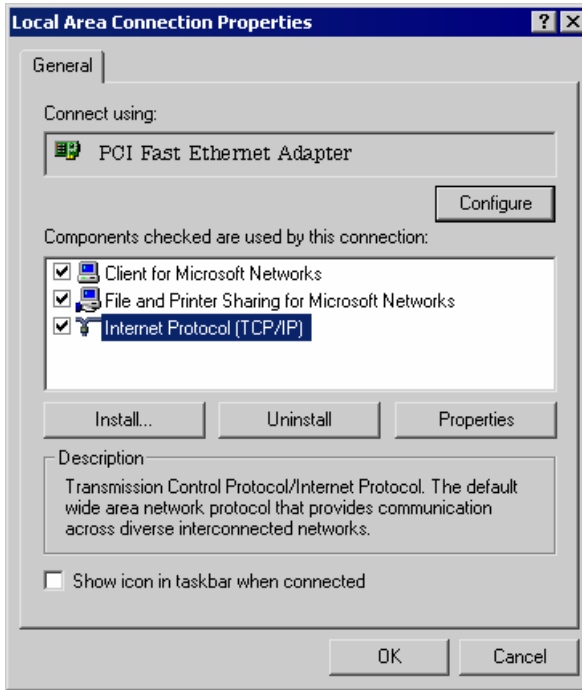 Local Area Connection Properties
General
Connect using:
PCI Fast Ethernet Adapter
Configure
Components checked are used by this connection:
Client for Microsoft Networks
File and Printer Sharing for Microsoft Networks
Internet Protocol (TCP/IP)
Install... Uninstall Properties
Description
Transmission Control Protocol/Internet Protocol. The default
wide area network protocol that provides communication
across diverse interconnected networks.
Show icon in taskbar when connected
OK Cancel